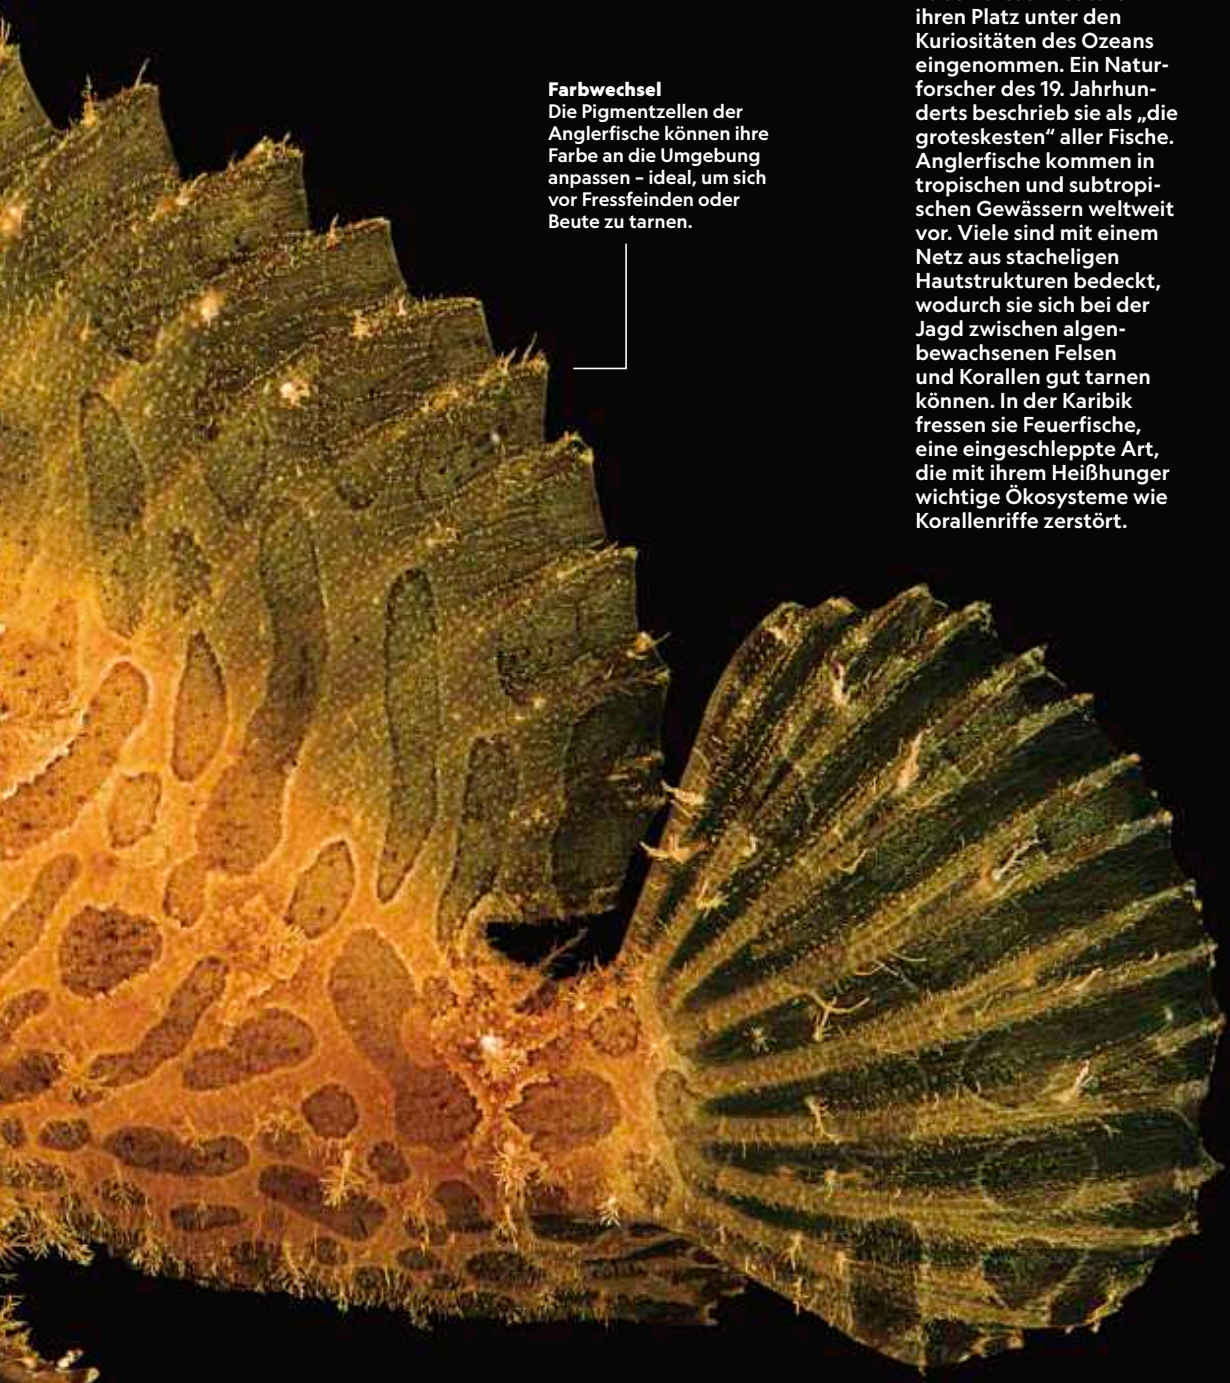 Farbwechsel
Die Pigmentzellen der
Anglerfische können ihre
Farbe an die Umgebung
anpassen – ideal, um sich
vor Fressfeinden oder
Beute zu tarnen.
ihren Platz unter den
Kuriositäten des Ozeans
eingenommen. Ein Natur-
forscher des 19. Jahrhun-
derts beschrieb sie als „die
groteskesten“ aller Fische.
Anglerfische kommen in
tropischen und subtropi-
schen Gewässern weltweit
vor. Viele sind mit einem
Netz aus stacheligen
Hautstrukturen bedeckt,
wodurch sie sich bei der
Jagd zwischen algen-
bewachsenen Felsen
und Korallen gut tarnen
können. In der Karibik
fressen sie Feuerfische,
eine eingeschleppte Art,
die mit ihrem Heißhunger
wichtige Ökosysteme wie
Korallenriffe zerstört.